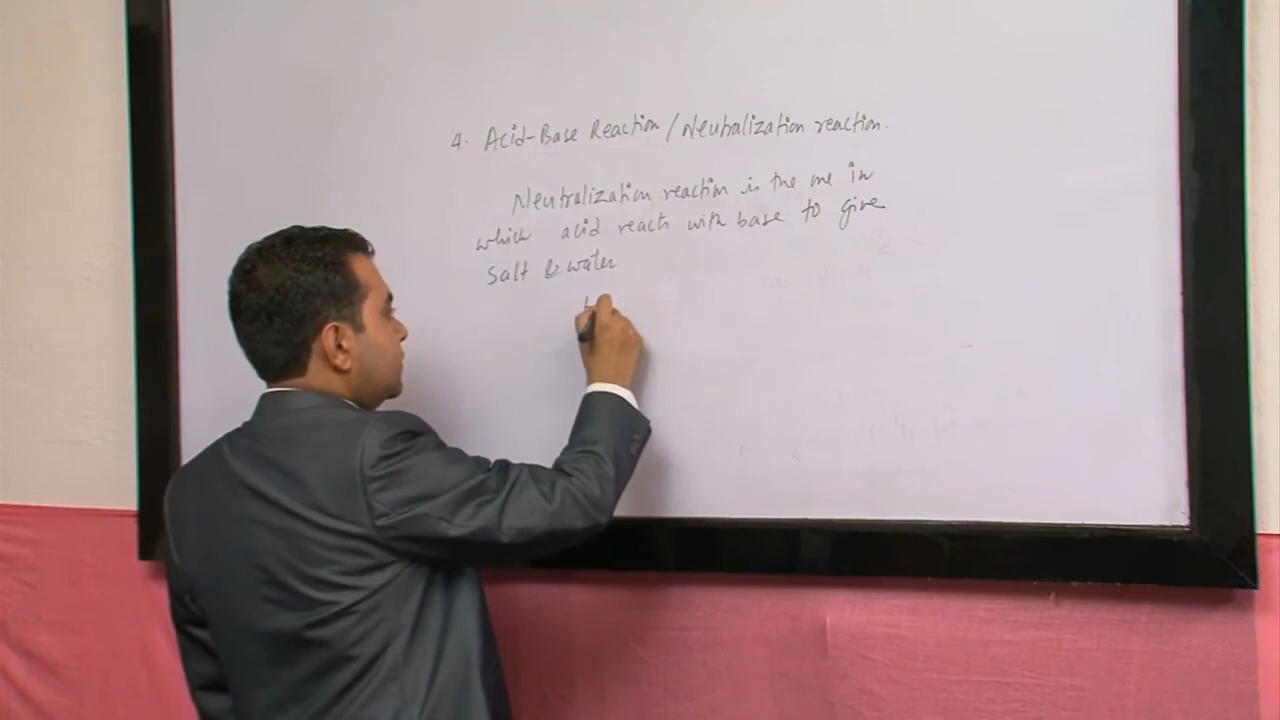 4. Acid-Base Reaction / Neutralization reaction.
Neutralization reaction is the one in
which acid reacts with base to give
Salt & water